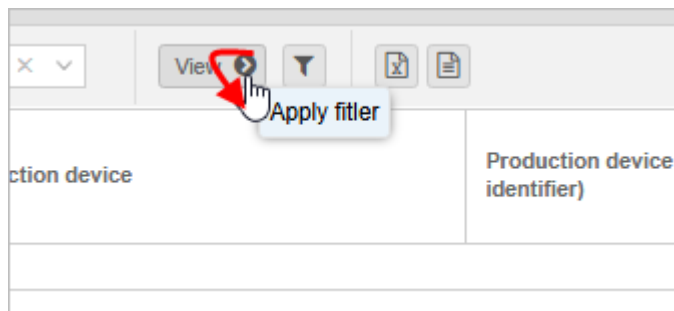 View
Apply fitler
ction device
Production device
identifier)